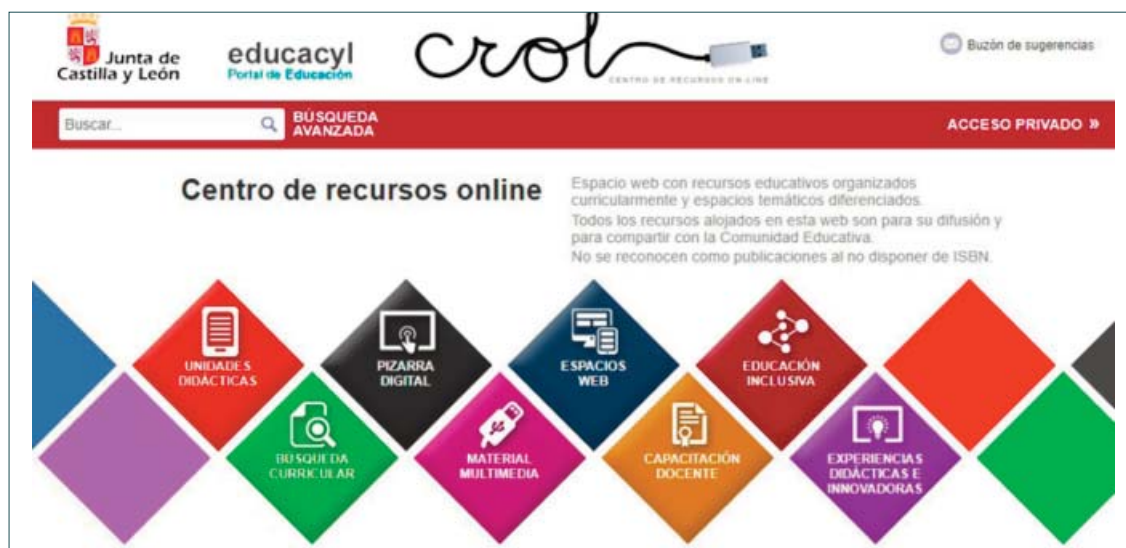 Junta de
Castilla y León
educacyl
Portal de Educación
crol
CENTRO DE RECURSOS ON-LINE
Buzón de sugerencias
Buscar...
BÚSQUEDA
AVANZADA
ACCESO PRIVADO »
Centro de recursos online
Espacio web con recursos educativos organizados
curricularmente y espacios temáticos diferenciados.
Todos los recursos alojados en esta web son para su difusión y
para compartir con la Comunidad Educativa.
No se reconocen como publicaciones al no disponer de ISBN.
UNIDADES
DIDÁCTICAS
PIZARRA
DIGITAL
ESPACIOS
WEB
EDUCACIÓN
INCLUSIVA
BÚSQUEDA
CURRICULAR
MATERIAL
MULTIMEDIA
CAPACITACIÓN
DOCENTE
EXPERIENCIAS
DIDÁCTICAS E
INNOVADORAS